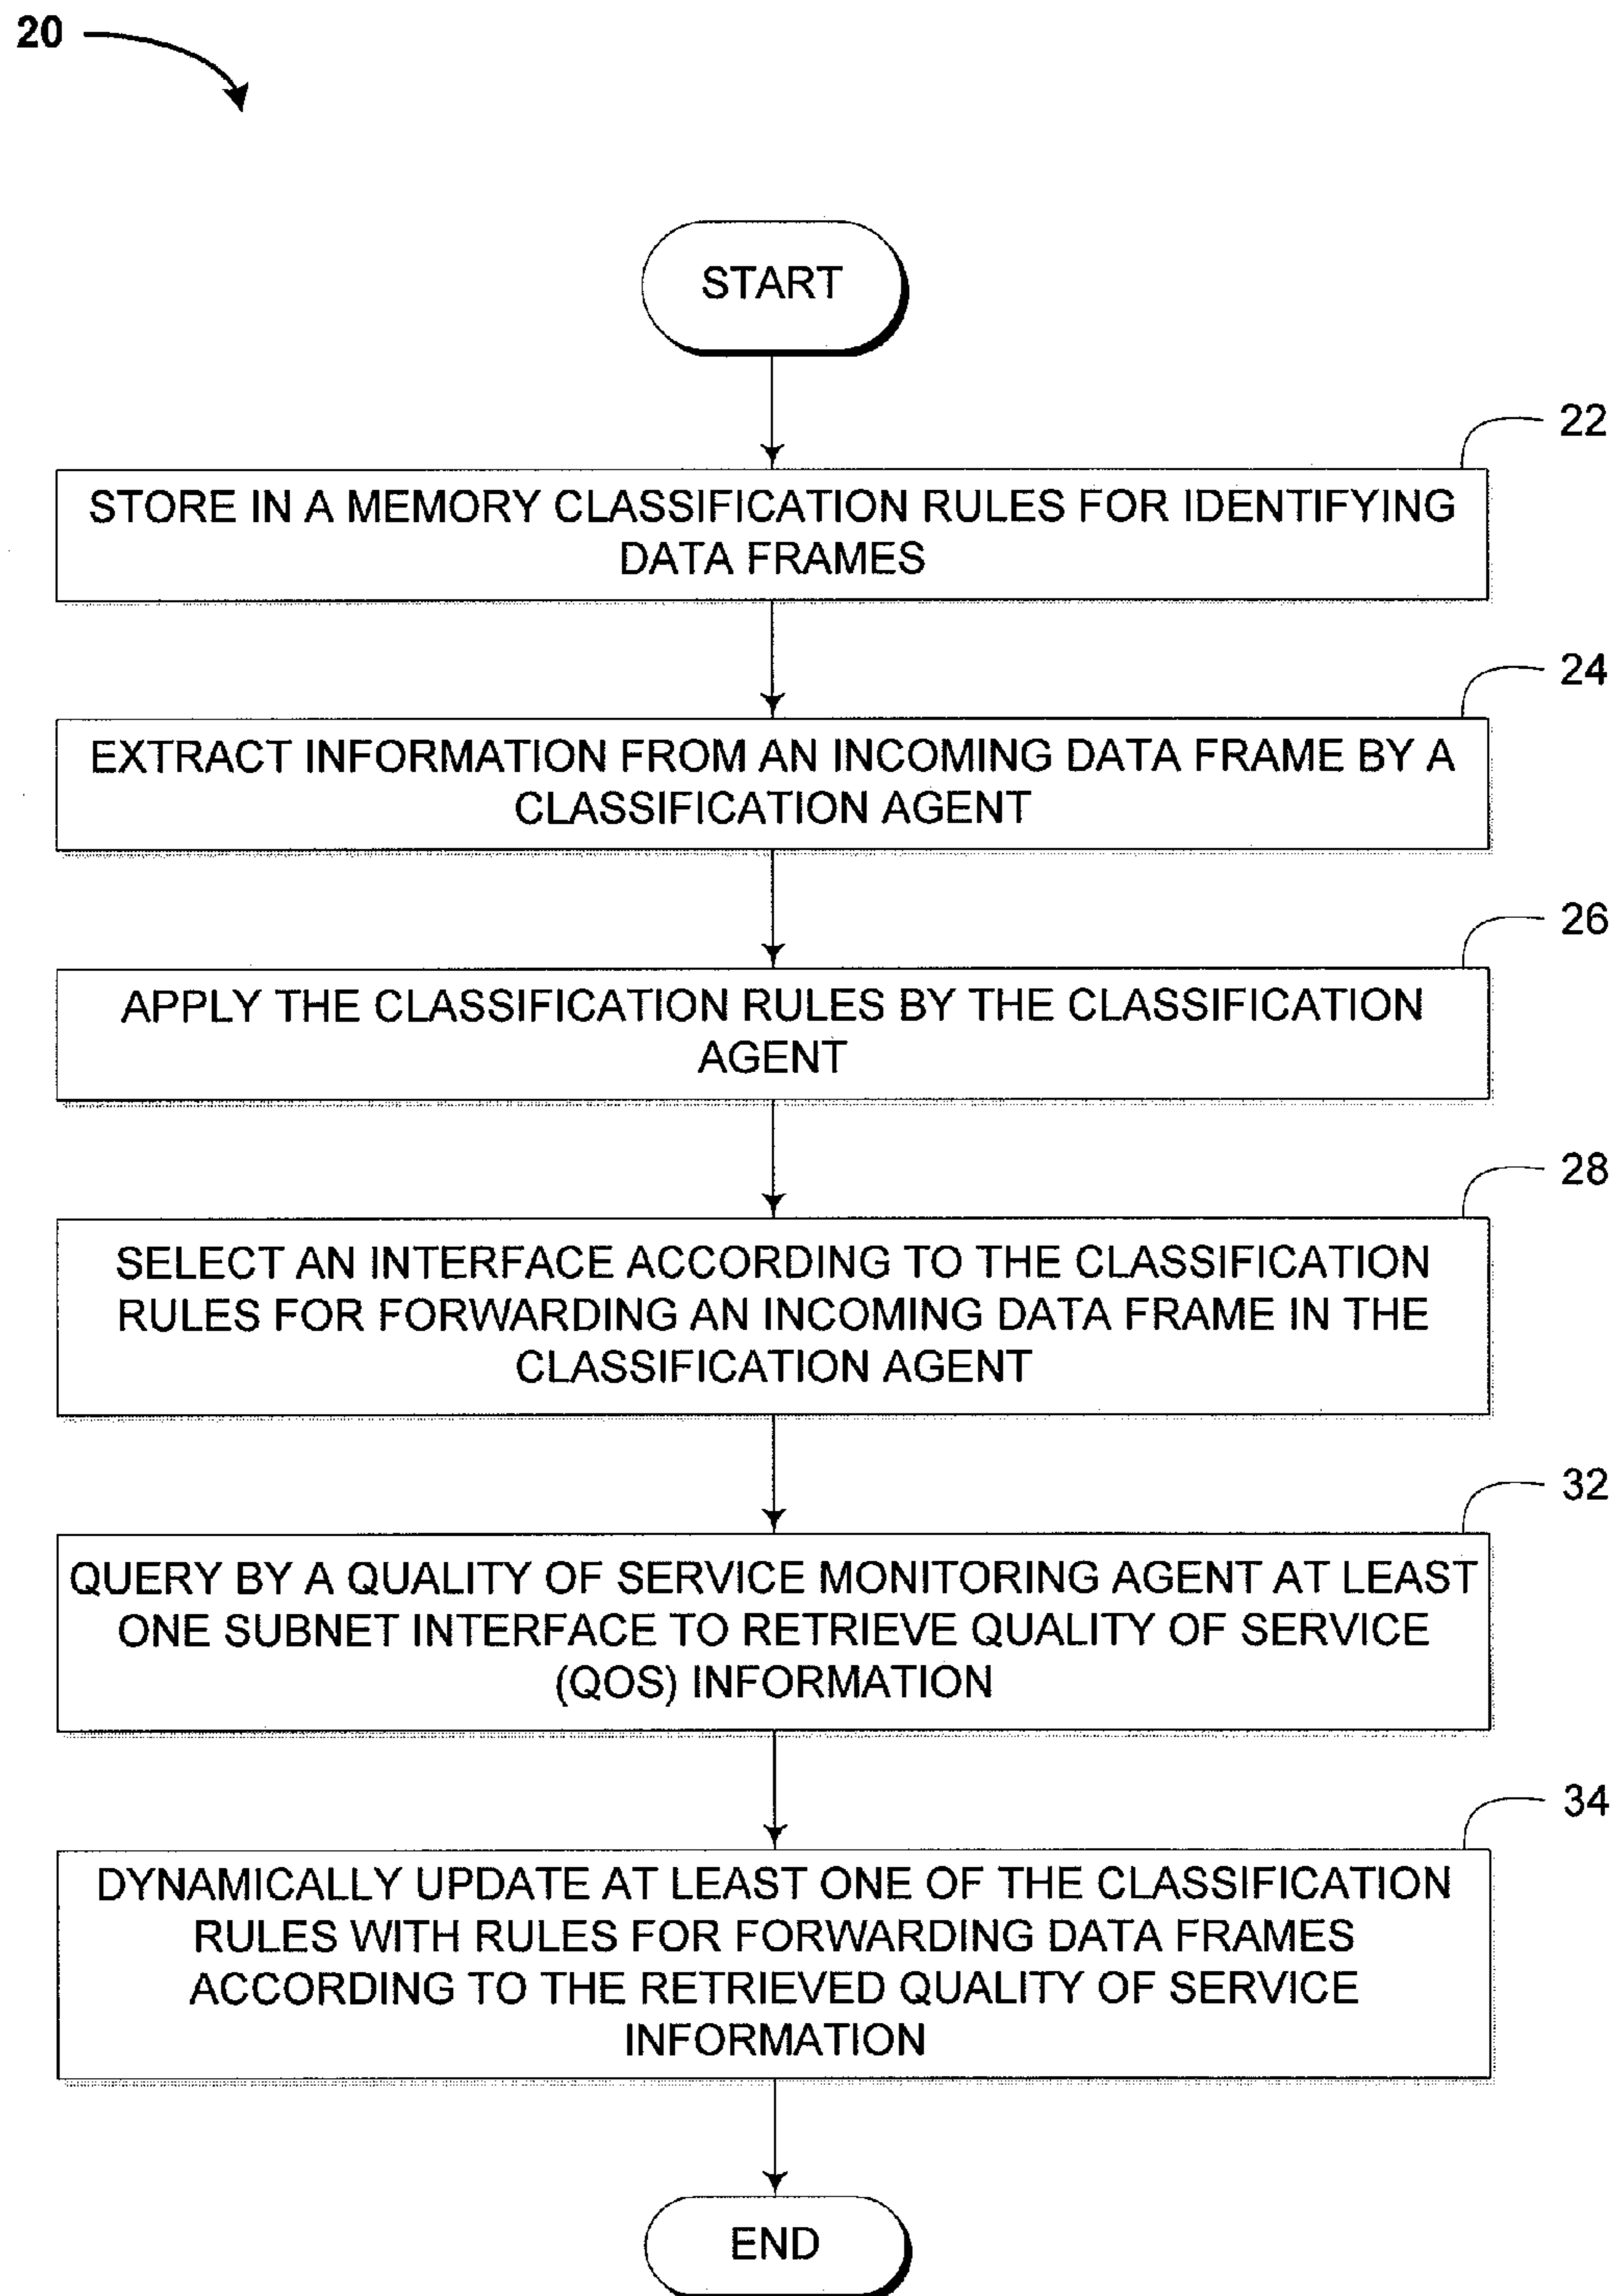 20
START
22
STORE IN A MEMORY CLASSIFICATION RULES FOR IDENTIFYING
DATA FRAMES
24
EXTRACT INFORMATION FROM AN INCOMING DATA FRAME BY A
CLASSIFICATION AGENT
26
APPLY THE CLASSIFICATION RULES BY THE CLASSIFICATION
AGENT
28
SELECT AN INTERFACE ACCORDING TO THE CLASSIFICATION
RULES FOR FORWARDING AN INCOMING DATA FRAME IN THE
CLASSIFICATION AGENT
32
QUERY BY A QUALITY OF SERVICE MONITORING AGENT AT LEAST
ONE SUBNET INTERFACE TO RETRIEVE QUALITY OF SERVICE
(QOS) INFORMATION
34
DYNAMICALLY UPDATE AT LEAST ONE OF THE CLASSIFICATION
RULES WITH RULES FOR FORWARDING DATA FRAMES
ACCORDING TO THE RETRIEVED QUALITY OF SERVICE
INFORMATION
END